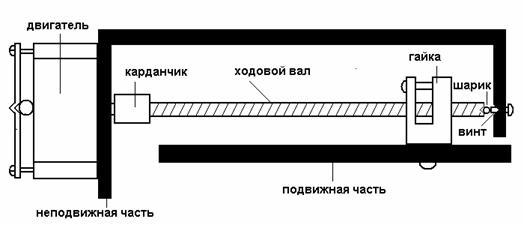 двигатель
карданчик
ходовой вал
гайка
шарик
винт
подвижная часть
неподвижная часть